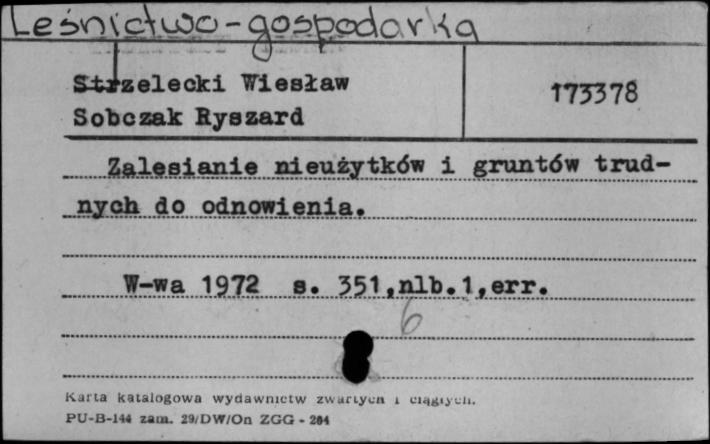 Leśnictwo-gospodarka
Strzelecki Wiesław
173378
Sobczak Ryszard
Zalesianie nieużytków i gruntów trud-
nych do odnowienia.
W-wa 1972 s. 351,nlb.1,err.
6
Karta katalogowa wydawnictw zwartych i ciągłych.
PU-B-144 zam. 29/DW/On ZGG - 264